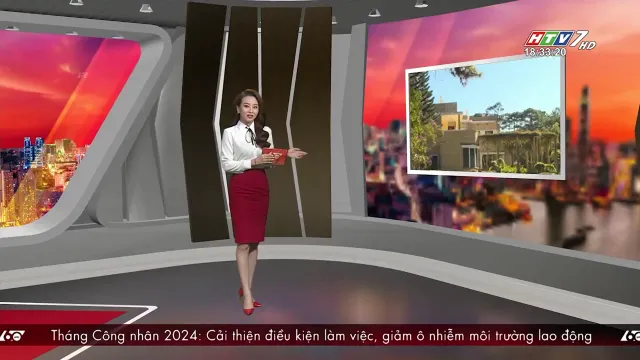 HTV7 HD
18:33:20
Tháng Công nhân 2024: Cải thiện điều kiện làm việc, giảm ô nhiễm môi trường lao động